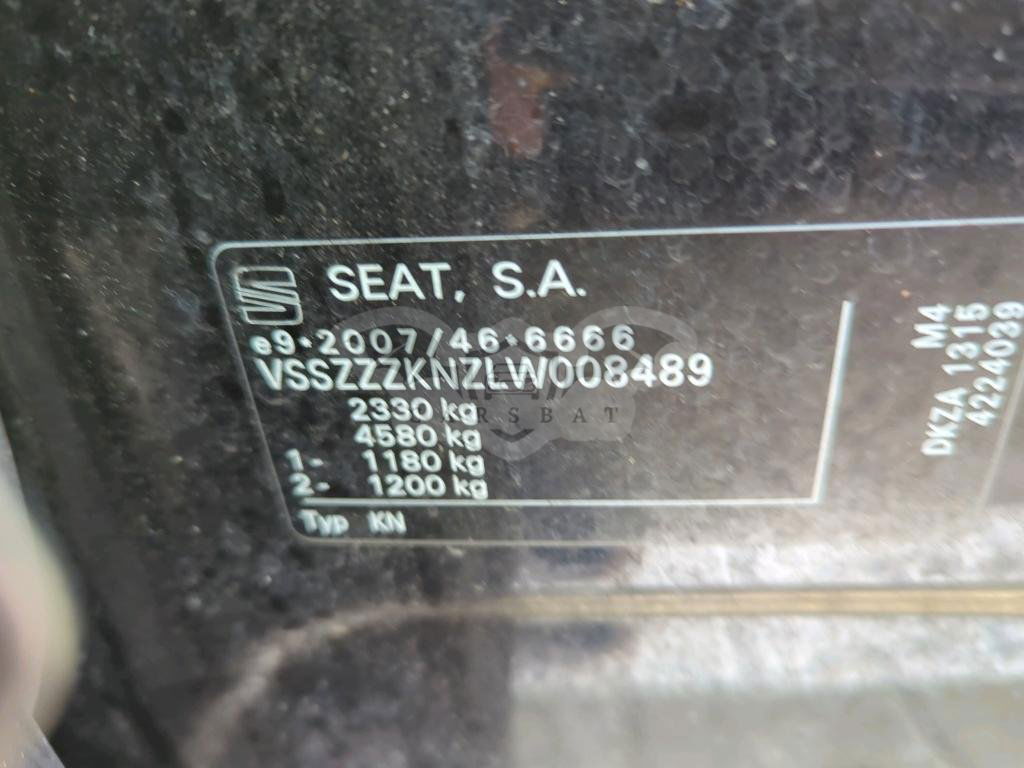 SEAT, S.A.
e9*2007/46*6666
VSSZZZKNZLW008489
2330 kg
4580 kg
1- 1180 kg
2- 1200 kg
Typ KN
M4
DKZA 1315
4224039